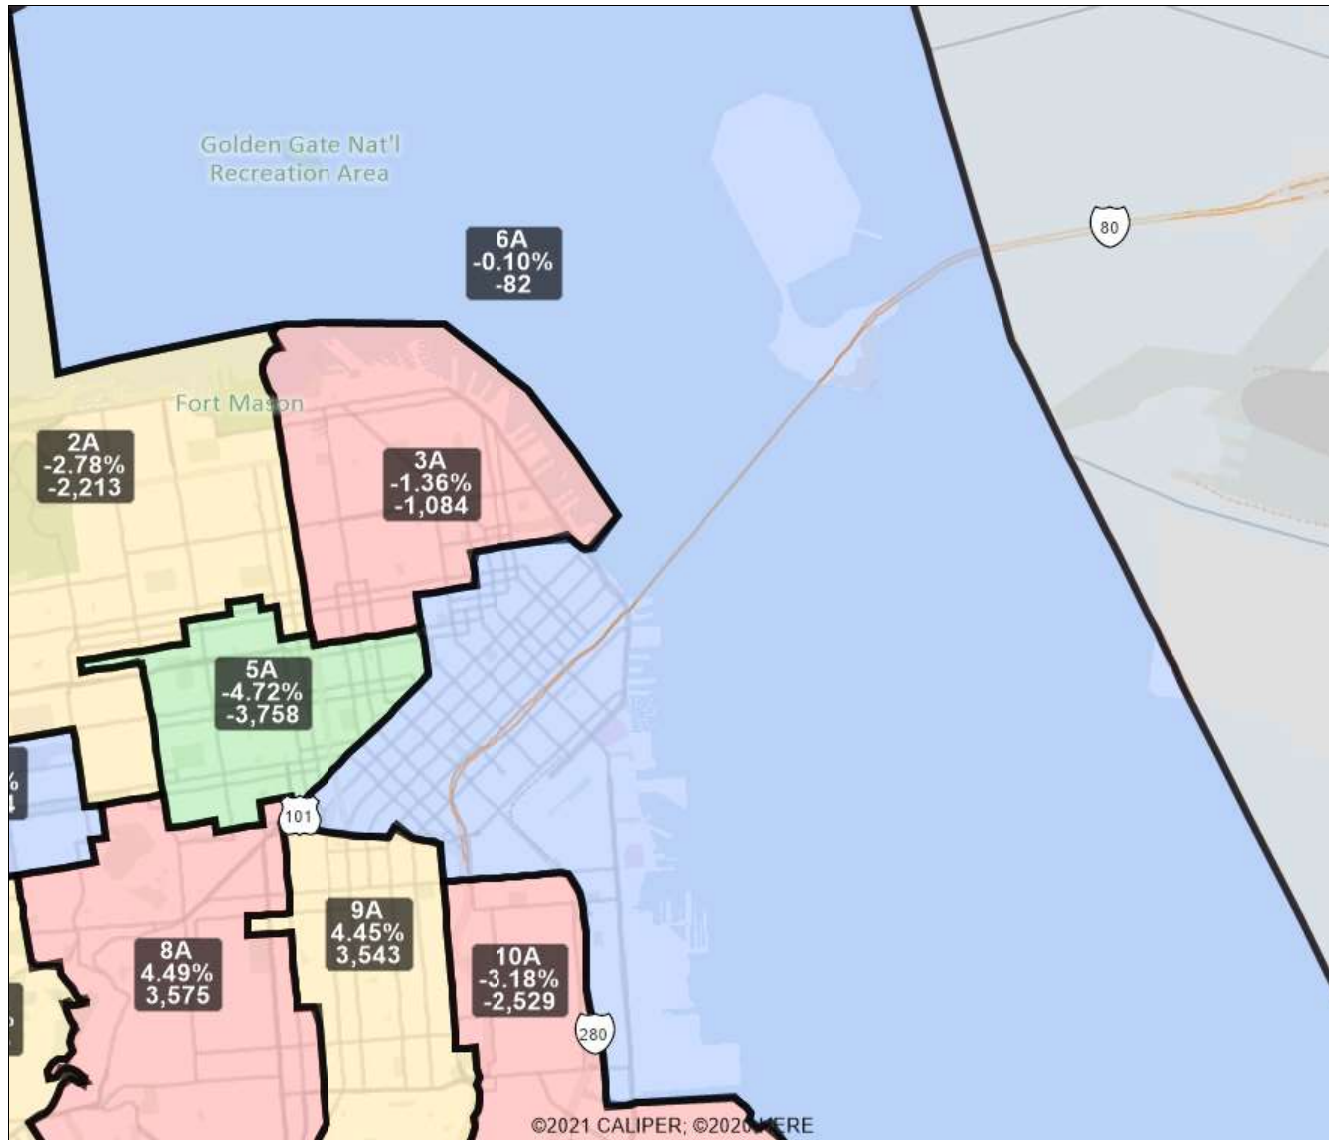 Golden Gate Nat'l
Recreation Area
6A
-0.10%
-82
80
Fort Mason
2A
-2.78%
-2,213
3A
-1.36%
-1,084
5A
-4.72%
-3,758
%
101
9A
4.45%
3,543
8A
4.49%
3,575
10A
-3.18%
-2,529
280
©2021 CALIPER; ©2020 HERE